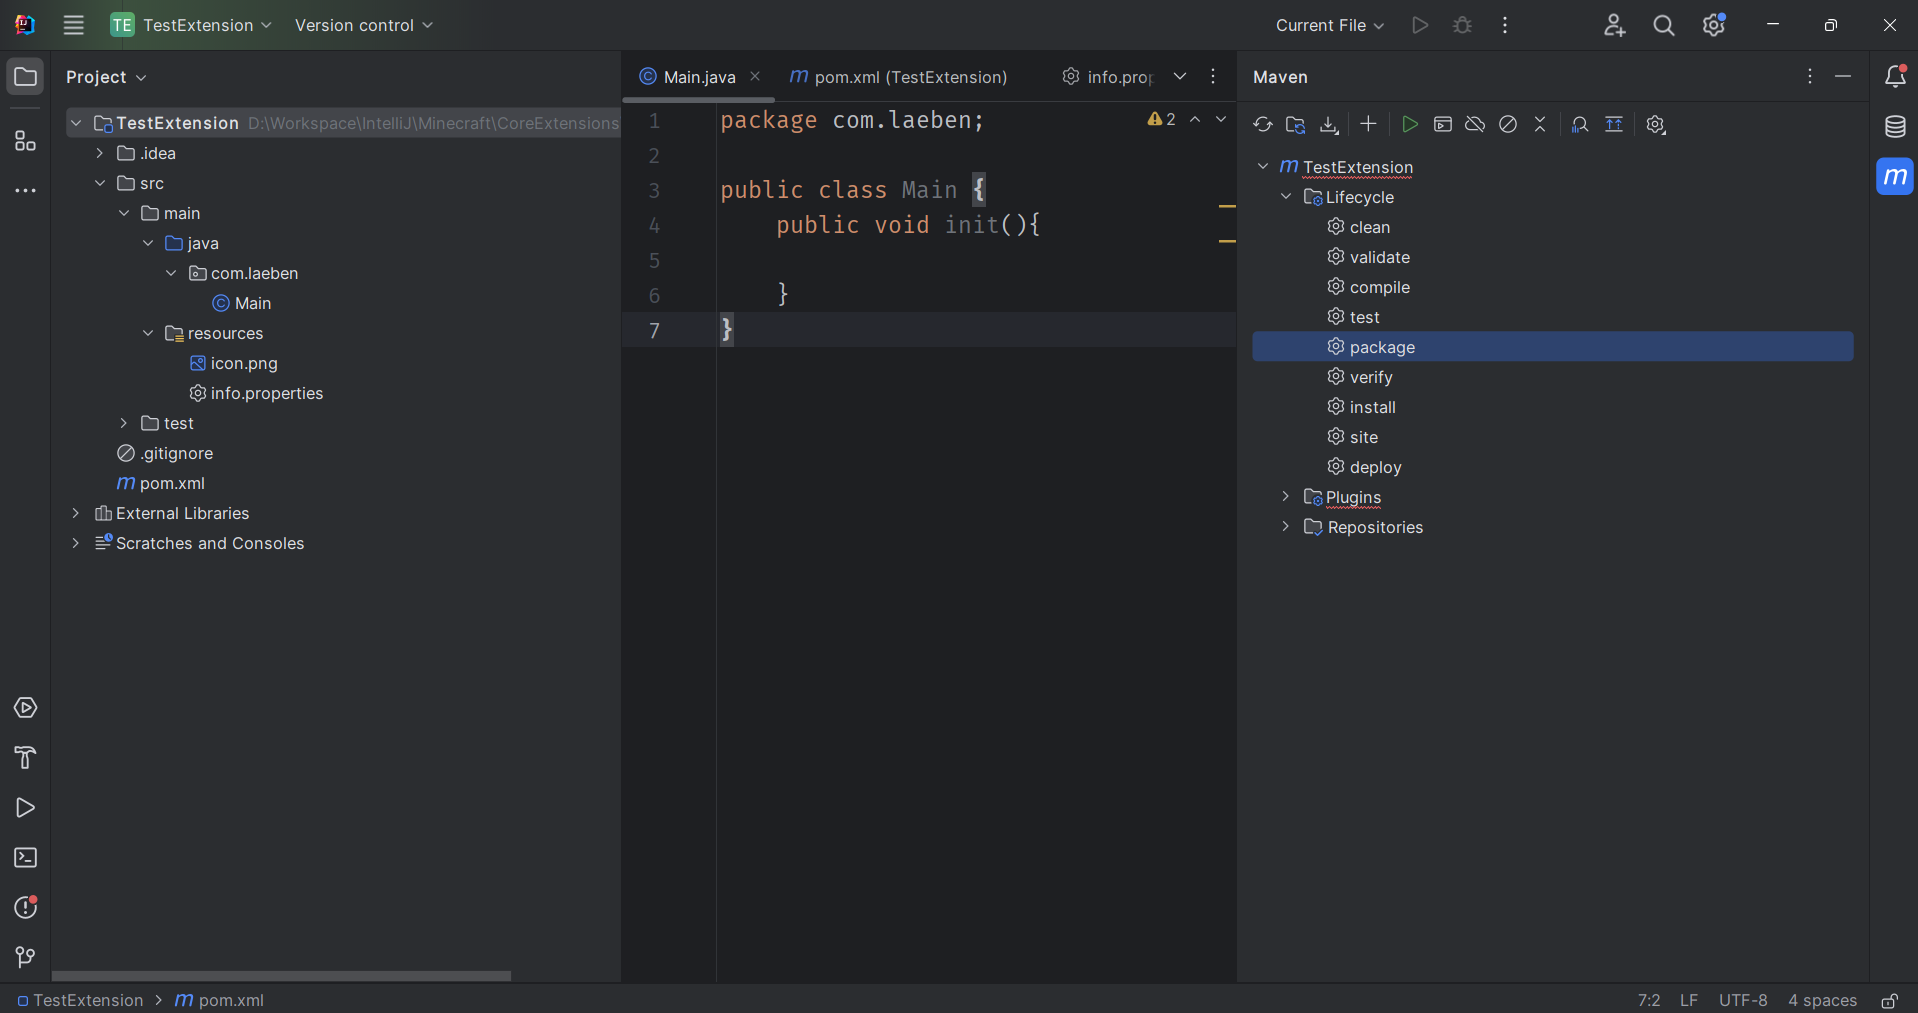 TE TestExtension Version control Current File
Project
Main.java
m pom.xml (TestExtension)
info.prop
Maven
TestExtension D:\Workspace\IntelliJ\Minecraft\CoreExtensions
.idea
src
main
java
com.laeben
Main
resources
icon.png
info.properties
test
.gitignore
m pom.xml
External Libraries
Scratches and Consoles
1 package com.laeben;
2
3 public class Main {
4 public void init(){
5
6 }
7 }
2
m TestExtension
Lifecycle
clean
validate
compile
test
package
verify
install
site
deploy
Plugins
Repositories
m
TestExtension > m pom.xml
7:2 LF UTF-8 4 spaces